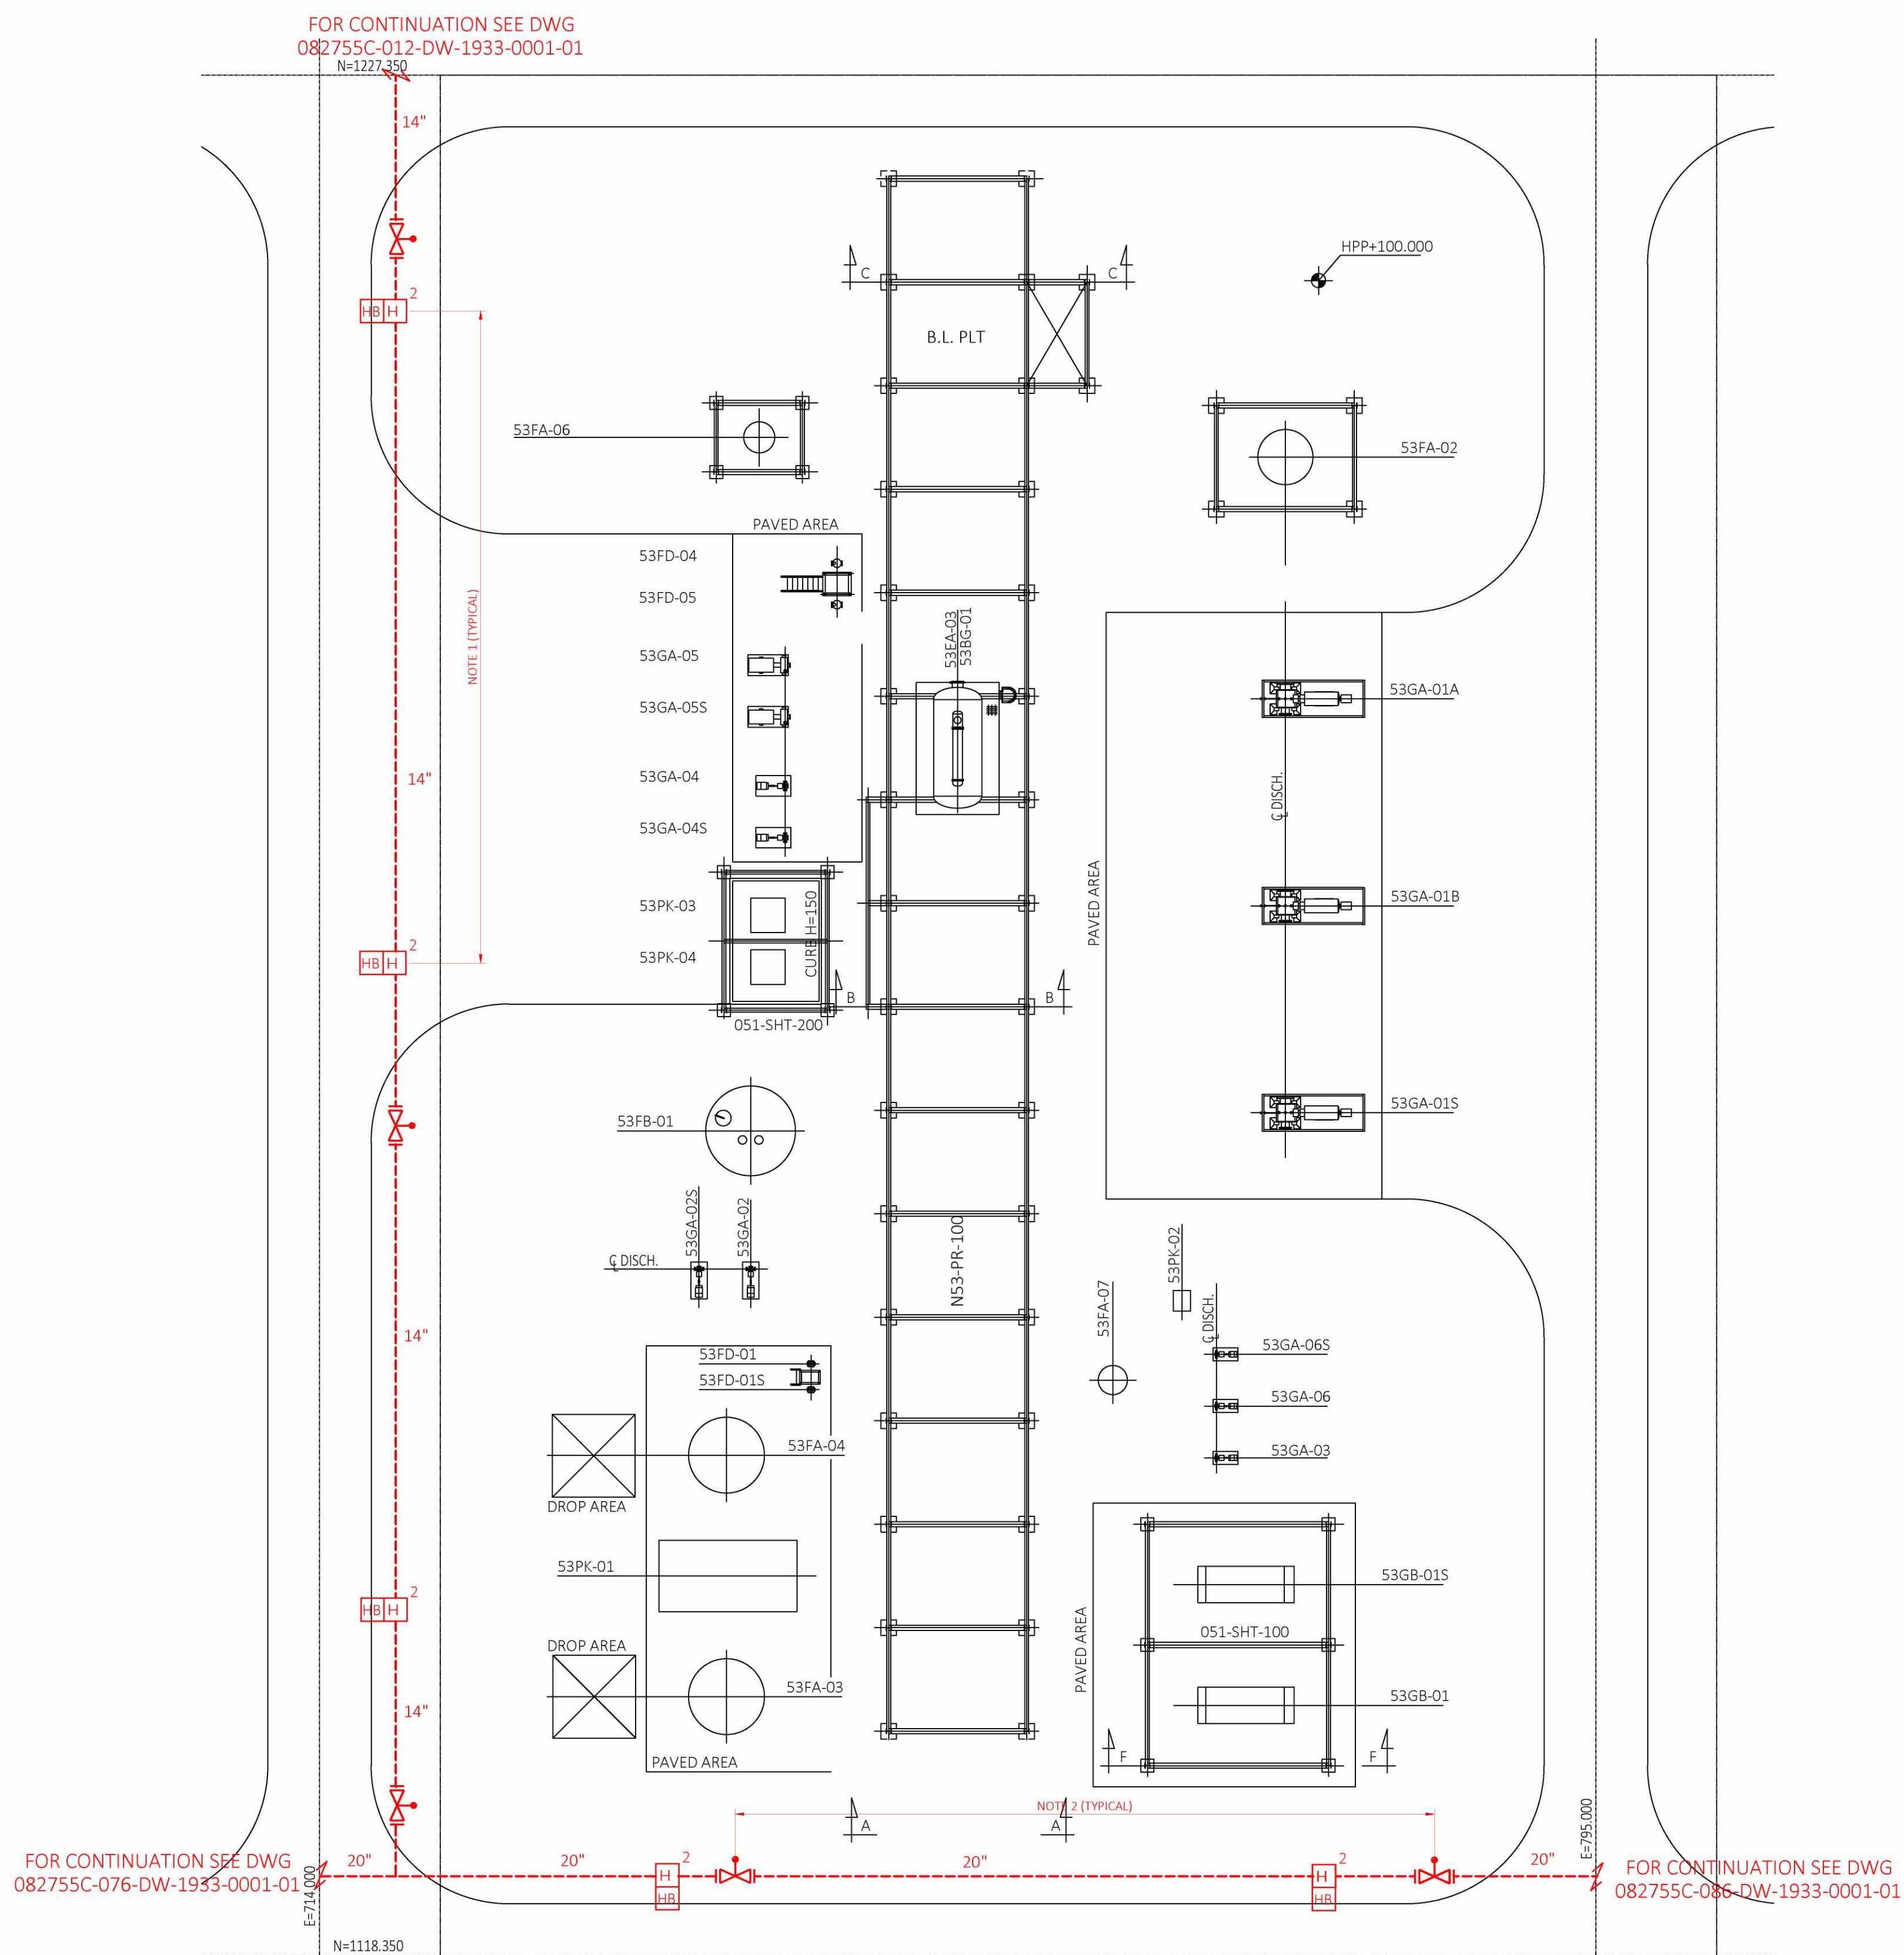 FOR CONTINUATION SEE DWG
082755C-012-DW-1933-0001-01
N=1227.350
14"
HPP+100.000
C
C
2
HB H
B.L. PLT
53FA-06
53FA-02
PAVED AREA
53FD-04
53FD-05
NOTE 1 (TYPICAL)
53EA-03
53BG-01
53GA-05
53GA-01A
53GA-05S
14"
53GA-04
℄ DISCH.
53GA-04S
PAVED AREA
53PK-03
CURB H=150
53GA-01B
2
HB H
53PK-04
B
B
051-SHT-200
53FB-01
53GA-01S
53GA-02S
53GA-02
℄ DISCH.
N53-PR-100
53PK-02
53FA-07
℄ DISCH.
14"
53GA-06S
53FD-01
53FD-01S
53GA-06
53FA-04
53GA-03
DROP AREA
53PK-01
53GB-01S
2
HB H
PAVED AREA
051-SHT-100
DROP AREA
53FA-03
53GB-01
14"
PAVED AREA
F
F
NOTE 2 (TYPICAL)
A
A
E=795.000
FOR CONTINUATION SEE DWG
082755C-076-DW-1933-0001-01
20"
20"
2
H
HB
20"
2
H
HB
20"
FOR CONTINUATION SEE DWG
082755C-086-DW-1933-0001-01
E=714.000
N=1118.350